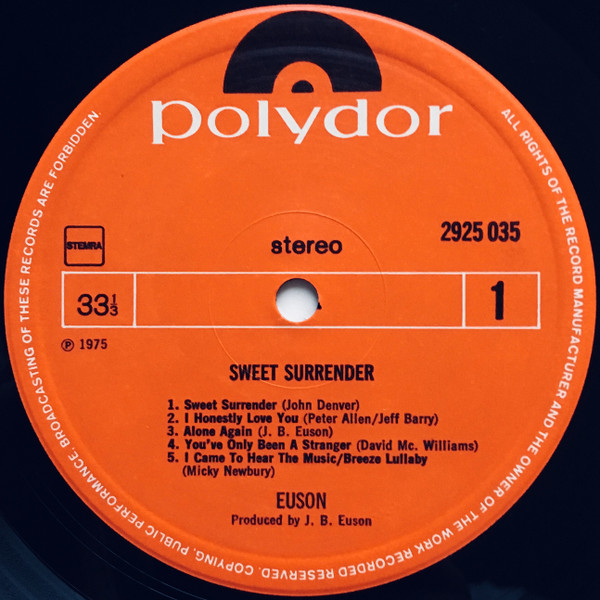 polydor
ALL RIGHTS OF THE RECORD MANUFACTURER AND THE OWNER OF THE WORK RECORDED RESERVED. COPYING, PUBLIC PERFORMANCE, BROADCASTING OF THESE RECORDS ARE FORBIDDEN.
STEMRA
stereo
2925 035
33⅓
1
℗ 1975
SWEET SURRENDER
1. Sweet Surrender (John Denver)
2. I Honestly Love You (Peter Allen/Jeff Barry)
3. Alone Again (J. B. Euson)
4. You've Only Been A Stranger (David Mc. Williams)
5. I Came To Hear The Music/Breeze Lullaby
(Micky Newbury)
EUSON
Produced by J. B. Euson